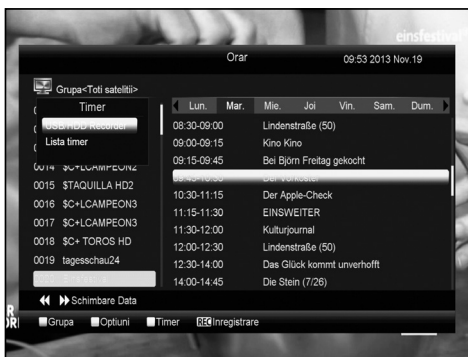 einsfestival
Orar
09:53 2013 Nov.19
Grupa<Toti satelitii>
Timer
USB/HDD Recorder
Lista timer
0014 $C+LCAMPEON2
0015 $TAQUILLA HD2
0016 $C+LCAMPEON3
0017 $C+LCAMPEON3
0018 $C+ TOROS HD
0019 tagesschau24
Lun. Mar. Mie. Joi Vin. Sam. Dum.
08:30-09:00 Lindenstraße (50)
09:00-09:15 Kino Kino
09:15-09:45 Bei Björn Freitag gekocht
09:45-10:30 Der Vorkoster
10:30-11:15 Der Apple-Check
11:15-11:30 EINSWEITER
11:30-12:00 Kulturjournal
12:00-12:30 Lindenstraße (50)
12:30-14:00 Das Glück kommt unverhofft
14:00-14:45 Die Stein (7/26)
Schimbare Data
Grupa Optiuni Timer REC Inregistrare